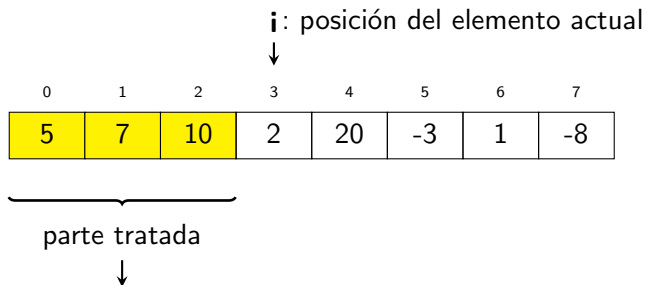 i: posición del elemento actual
0 1 2 3 4 5 6 7
5 7 10 2 20 -3 1 -8
parte tratada